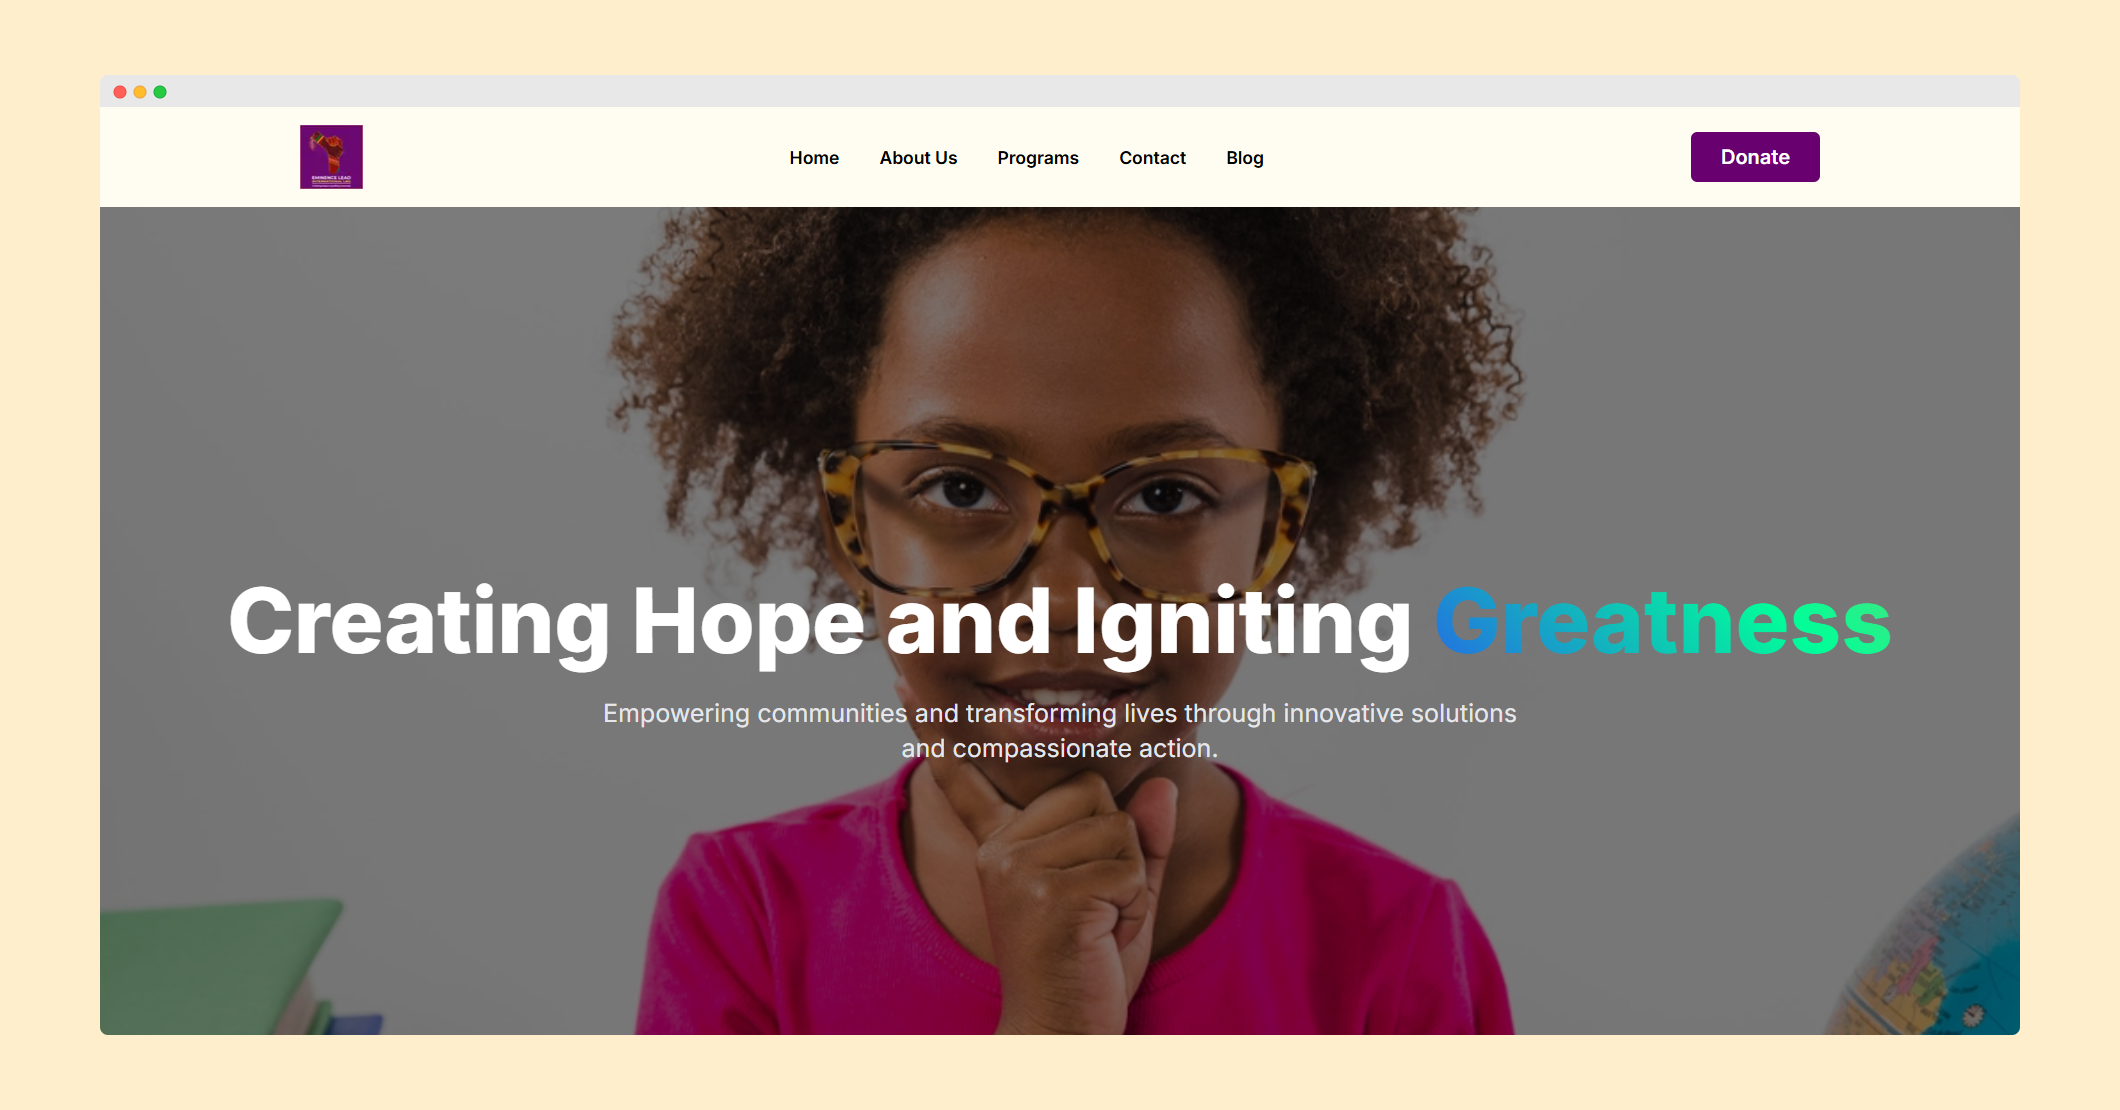 EMINENCE LEAD
Home
About Us
Programs
Contact
Blog
Donate
Creating Hope and Igniting Greatness
Empowering communities and transforming lives through innovative solutions
and compassionate action.